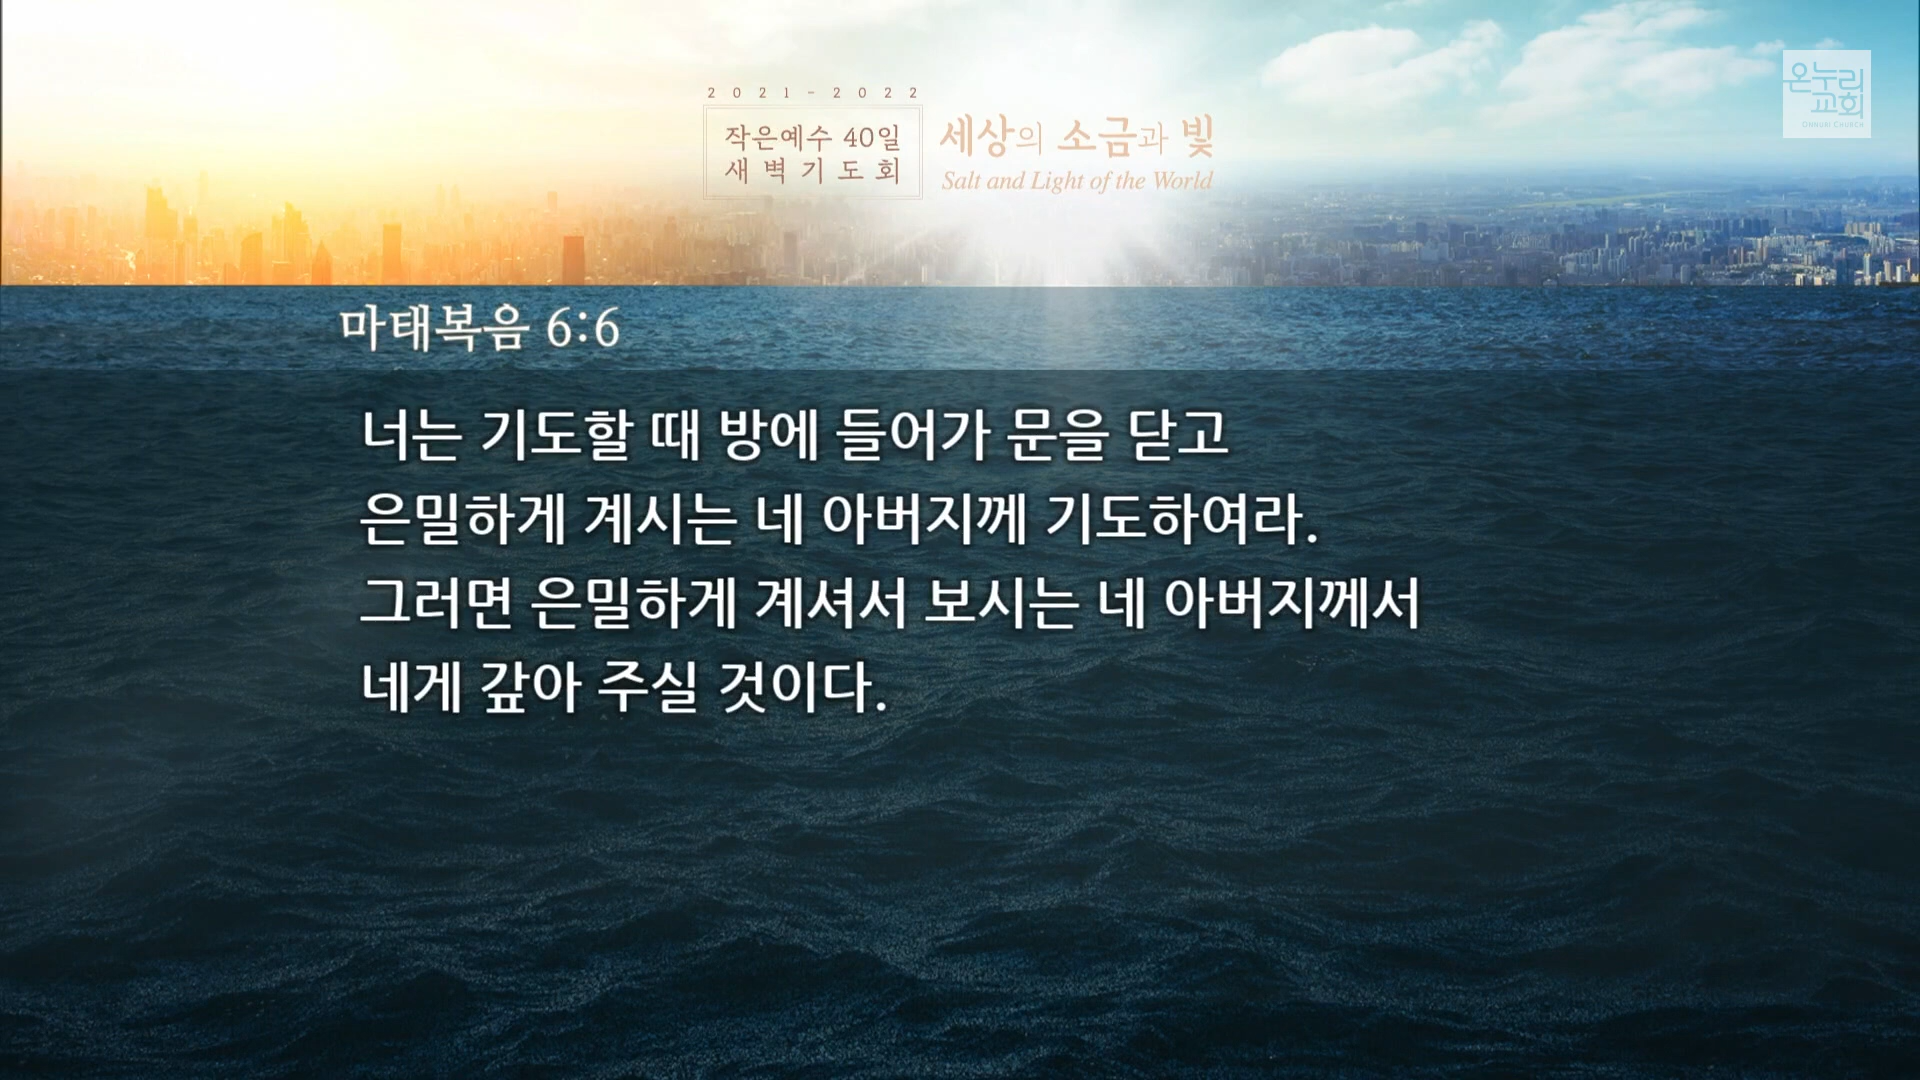 2021-2022
작은예수 40일
새벽기도회
세상의 소금과 빛
Salt and Light of the World
온누리
교회
ONNURI CHURCH
마태복음 6:6
너는 기도할 때 방에 들어가 문을 닫고
은밀하게 계시는 네 아버지께 기도하여라.
그러면 은밀하게 계셔서 보시는 네 아버지께서
네게 갚아 주실 것이다.